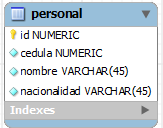 personal
id NUMERIC
cedula NUMERIC
nombre VARCHAR(45)
nacionalidad VARCHAR(45)
Indexes